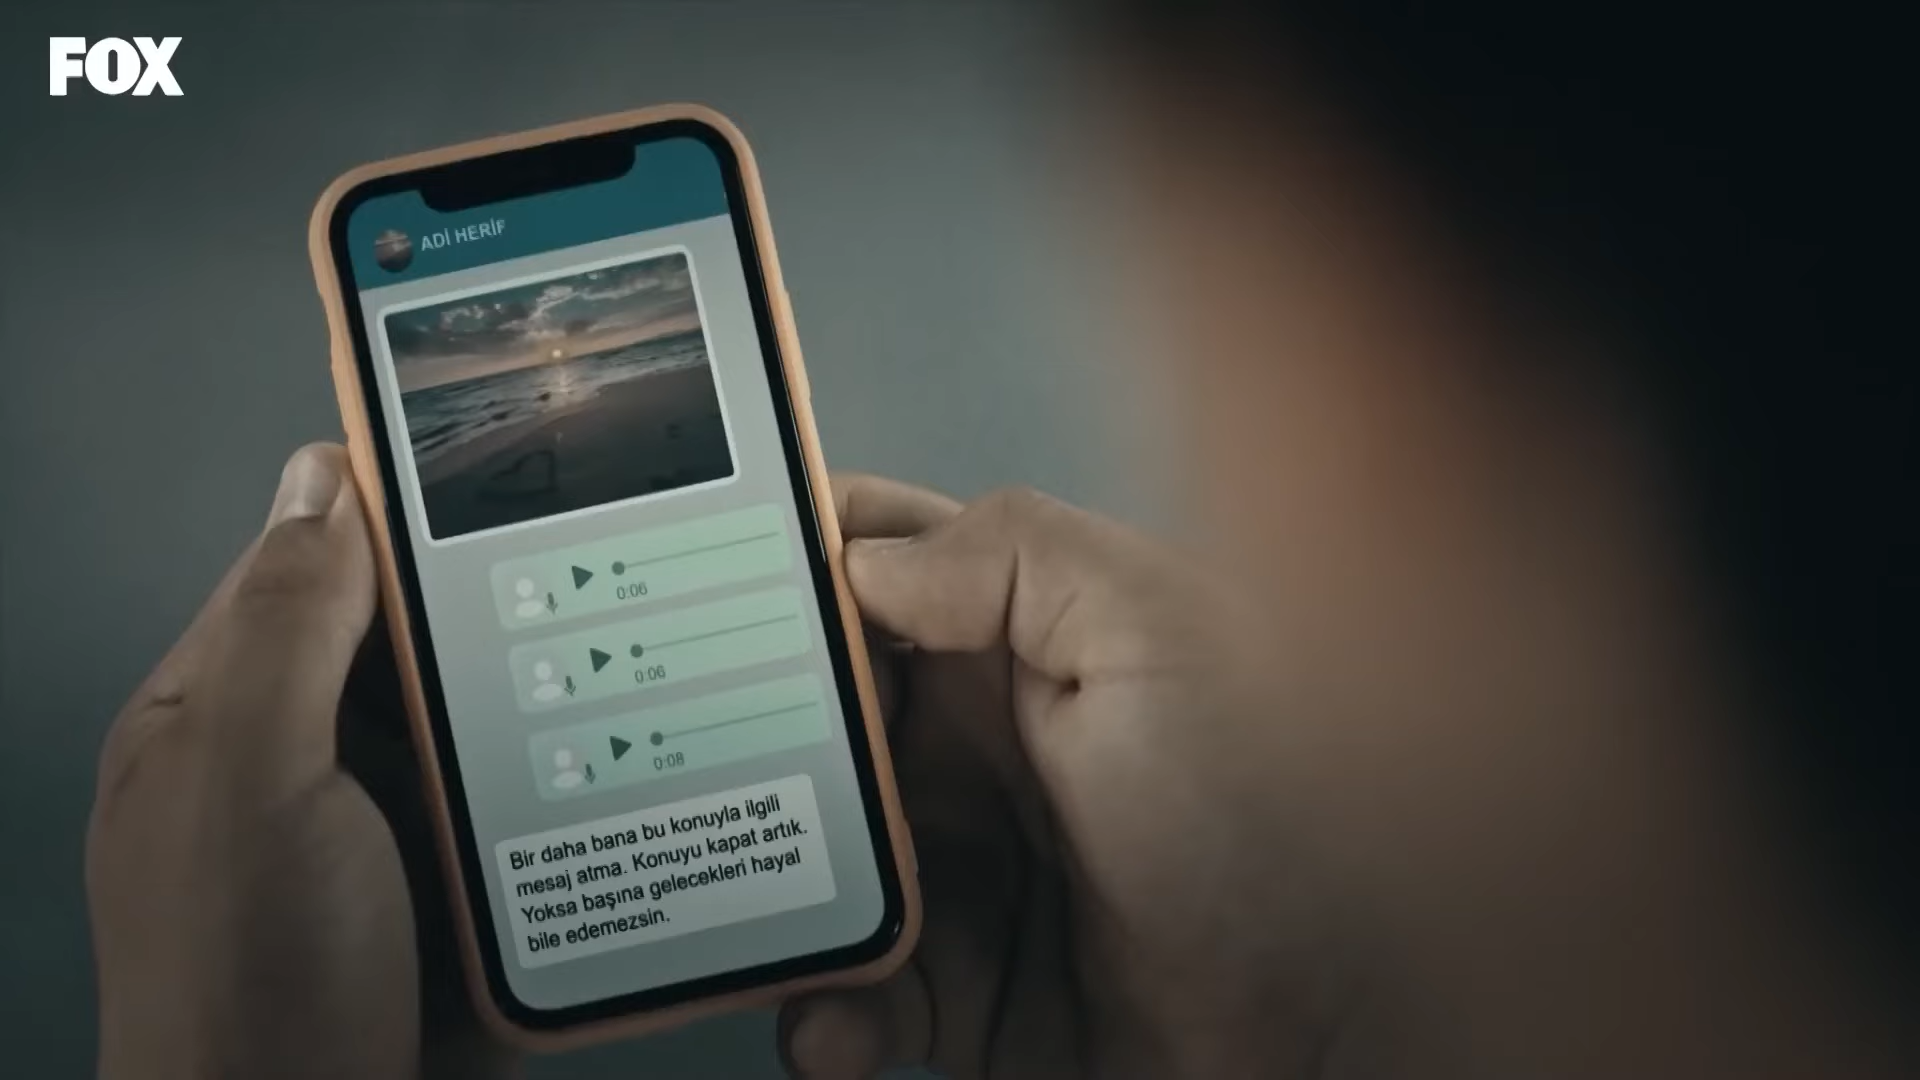 FOX
ADİ HERİF
0:06
0:06
0:08
Bir daha bana bu konuyla ilgili
mesaj atma. Konuyu kapat artık.
Yoksa başına gelecekleri hayal
bile edemezsin.